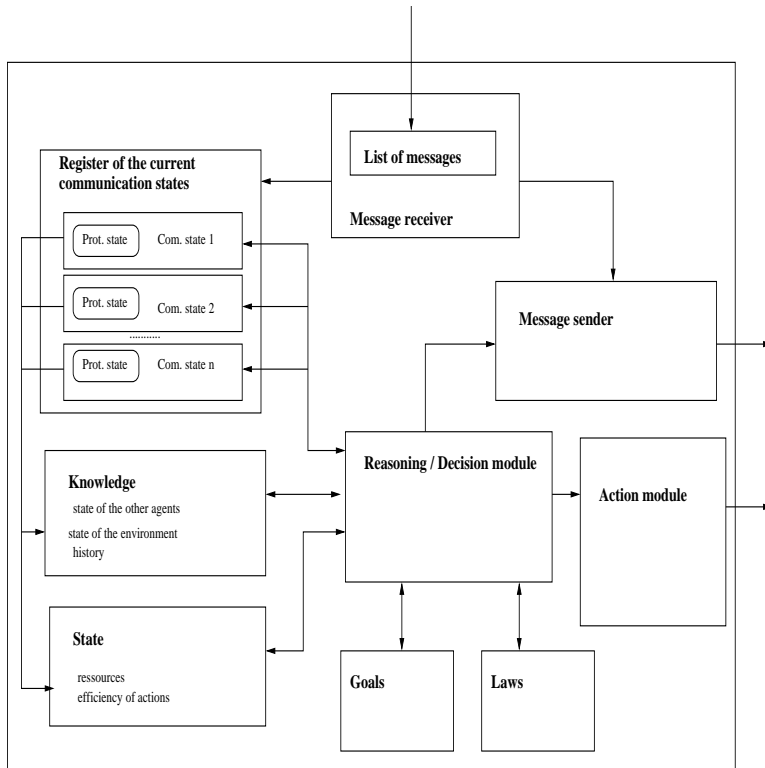 List of messages
Message receiver
Register of the current
communication states
Prot. state
Com. state 1
Prot. state
Com. state 2
...........
Prot. state
Com. state n
Message sender
Reasoning / Decision module
Action module
Knowledge
state of the other agents
state of the environment
history
State
ressources
efficiency of actions
Goals
Laws